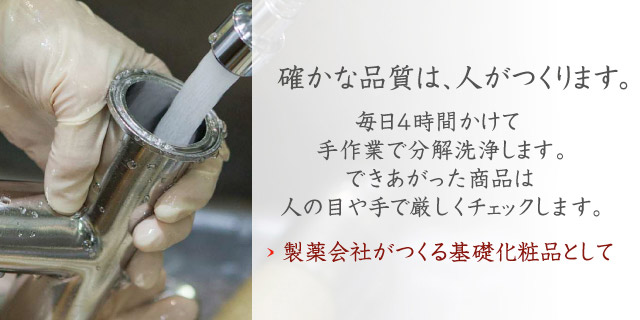 確かな品質は、人がつくります。
毎日4時間かけて
手作業で分解洗浄します。
できあがった商品は
人の目や手で厳しくチェックします。
› 製薬会社がつくる基礎化粧品として